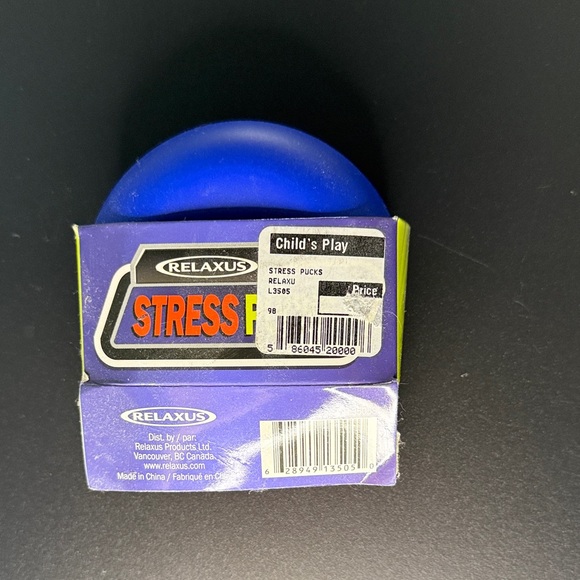 Child's Play
STRESS PUCKS
RELAXU
L3505
Price
98
5 86045 20000
RELAXUS
STRESS P
RELAXUS
Dist. by / par:
Relaxus Products Ltd.
Vancouver, BC Canada
www.relaxus.com
Made in China / Fabriqué en C
6 28949 13505 0